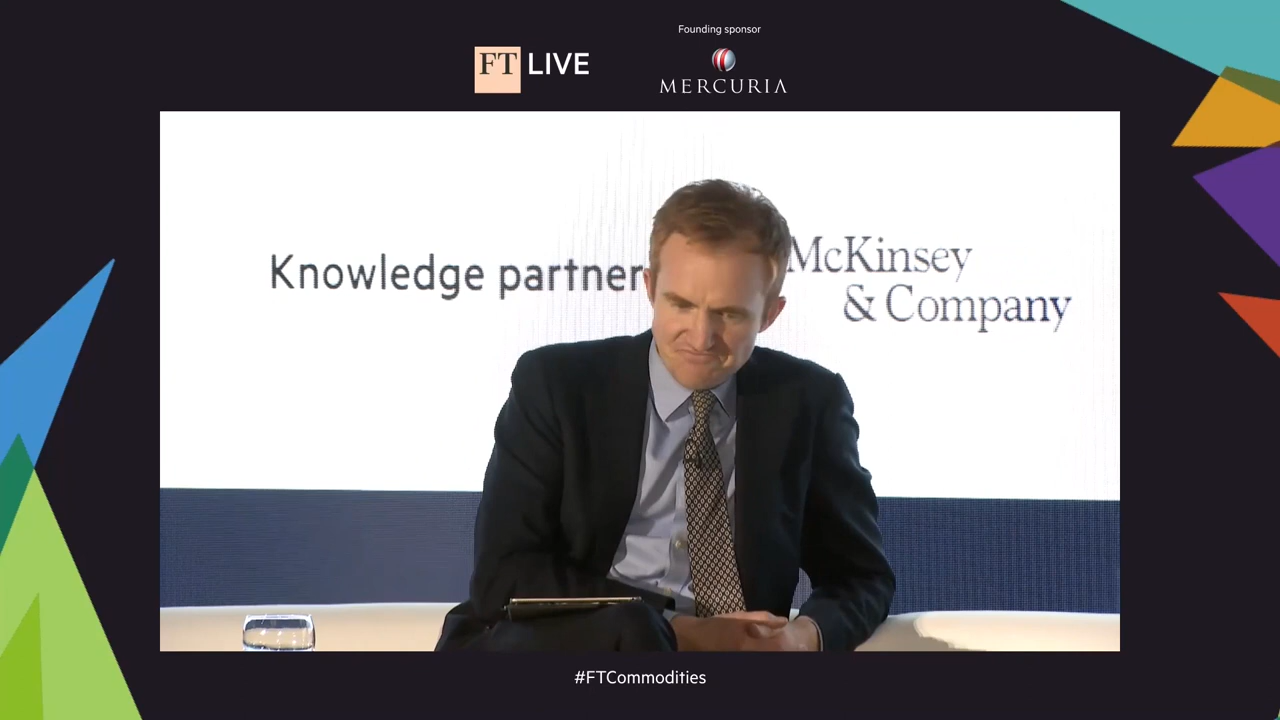 Founding sponsor
FT LIVE
MERCURIA
Knowledge partner
McKinsey
& Company
#FTCommodities